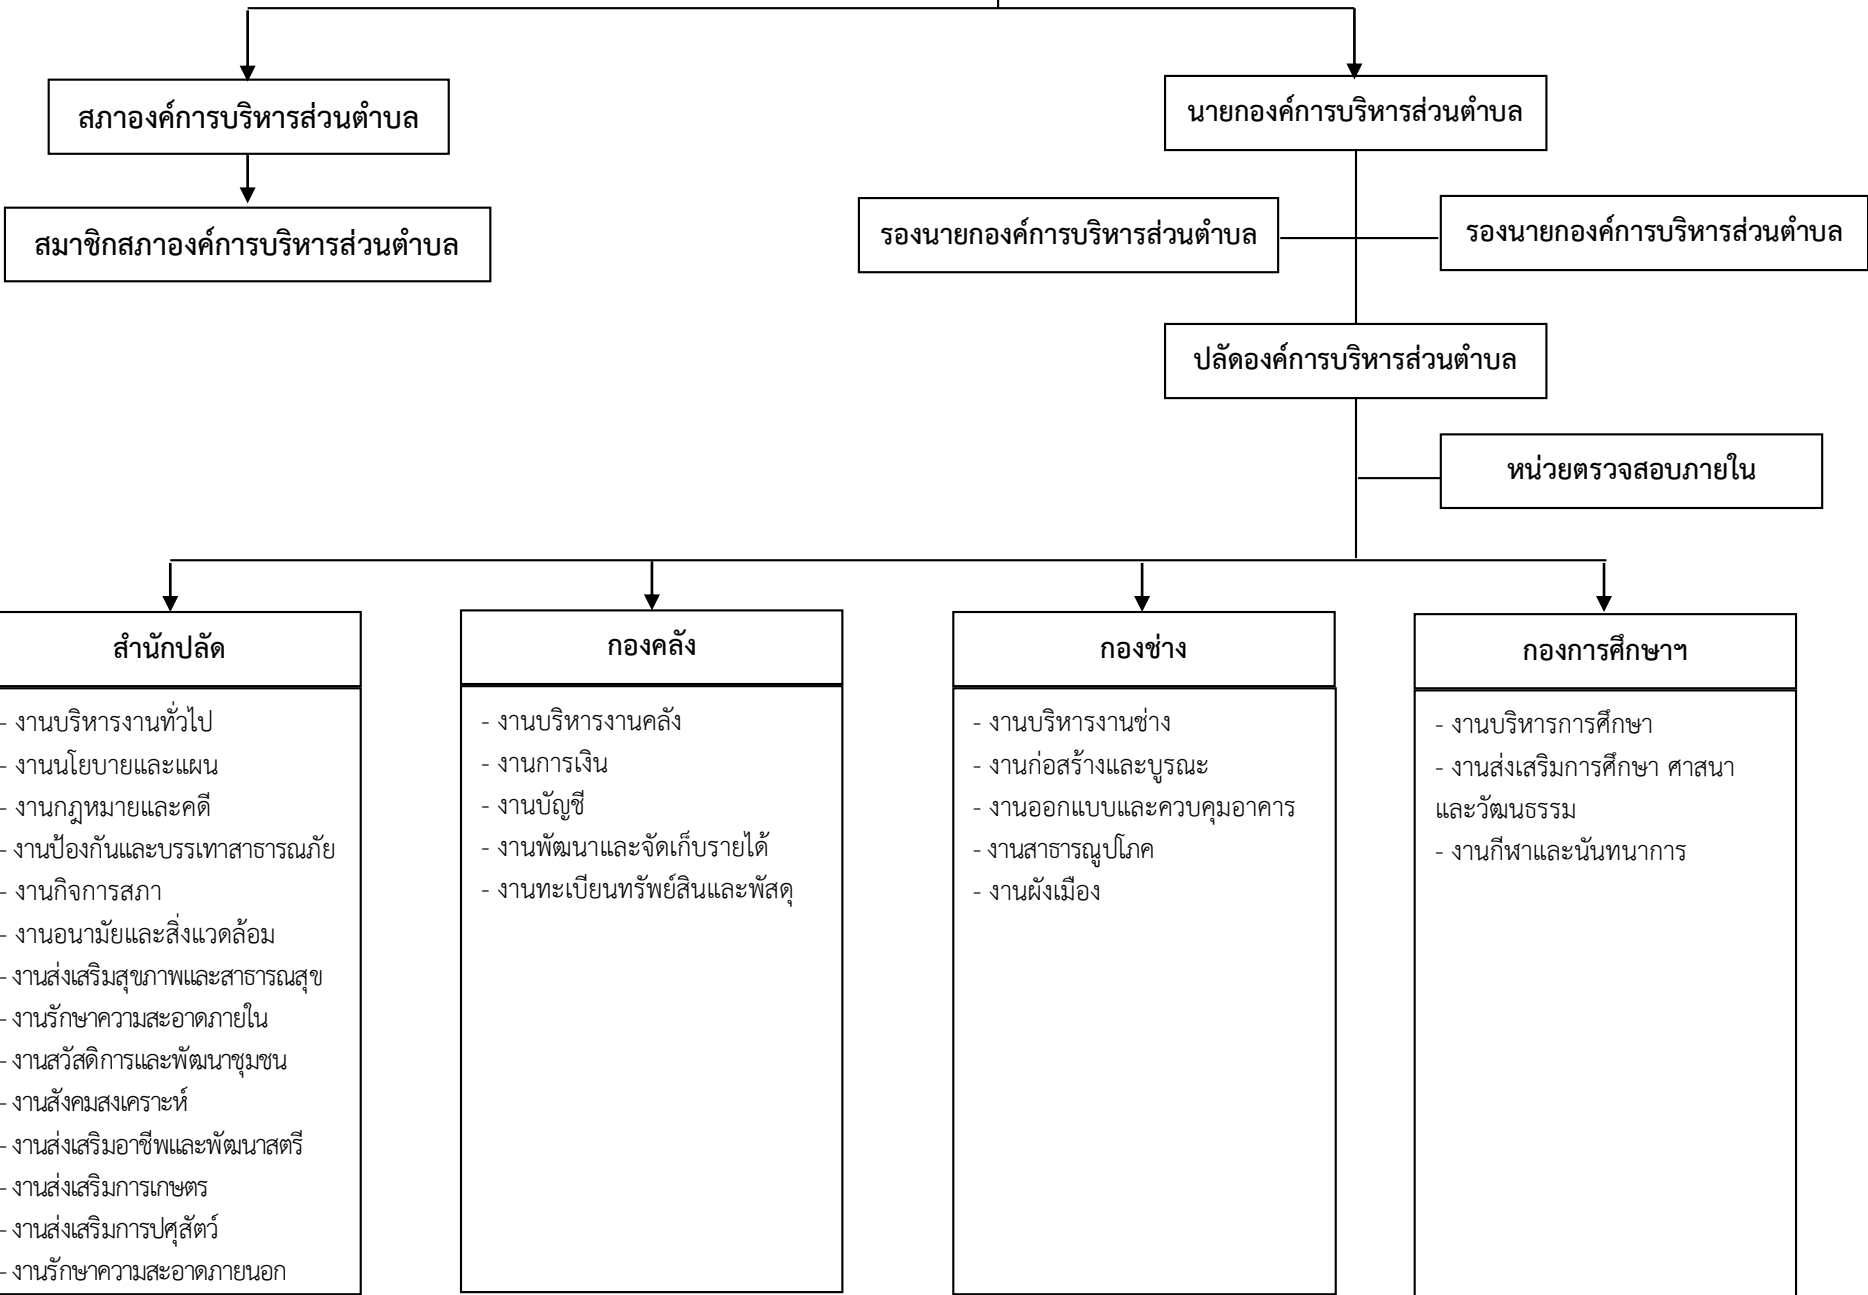 สภาองค์การบริหารส่วนตำบล
นายกองค์การบริหารส่วนตำบล
สมาชิกสภาองค์การบริหารส่วนตำบล
รองนายกองค์การบริหารส่วนตำบล
รองนายกองค์การบริหารส่วนตำบล
ปลัดองค์การบริหารส่วนตำบล
หน่วยตรวจสอบภายใน
สำนักปลัด
- งานบริหารงานทั่วไป
- งานนโยบายและแผน
- งานกฎหมายและคดี
- งานป้องกันและบรรเทาสาธารณภัย
- งานกิจการสภา
- งานอนามัยและสิ่งแวดล้อม
- งานส่งเสริมสุขภาพและสาธารณสุข
- งานรักษาความสะอาดภายใน
- งานสวัสดิการและพัฒนาชุมชน
- งานสังคมสงเคราะห์
- งานส่งเสริมอาชีพและพัฒนาสตรี
- งานส่งเสริมการเกษตร
- งานส่งเสริมการปศุสัตว์
- งานรักษาความสะอาดภายนอก
กองคลัง
- งานบริหารงานคลัง
- งานการเงิน
- งานบัญชี
- งานพัฒนาและจัดเก็บรายได้
- งานทะเบียนทรัพย์สินและพัสดุ
กองช่าง
- งานบริหารงานช่าง
- งานก่อสร้างและบูรณะ
- งานออกแบบและควบคุมอาคาร
- งานสาธารณูปโภค
- งานผังเมือง
กองการศึกษาฯ
- งานบริหารการศึกษา
- งานส่งเสริมการศึกษา ศาสนา
และวัฒนธรรม
- งานกีฬาและนันทนาการ